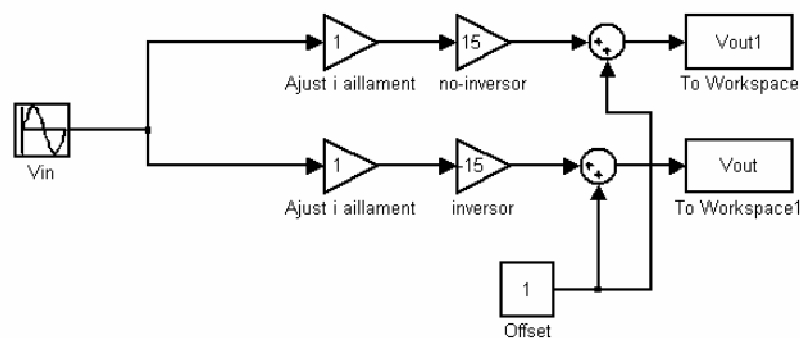 1
15
Vout1
Ajust i aillament
no-inversor
To Workspace
Vin
1
-15
Vout
Ajust i aillament
inversor
To Workspace1
1
Offset